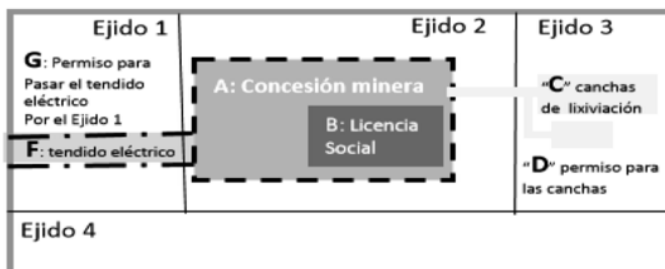 Ejido 1
Ejido 2
Ejido 3
G: Permiso para
Pasar el tendido
eléctrico
Por el Ejido 1
A: Concesión minera
"C" canchas
de lixiviación
B: Licencia
Social
F: tendido eléctrico
"D" permiso para
las canchas
Ejido 4